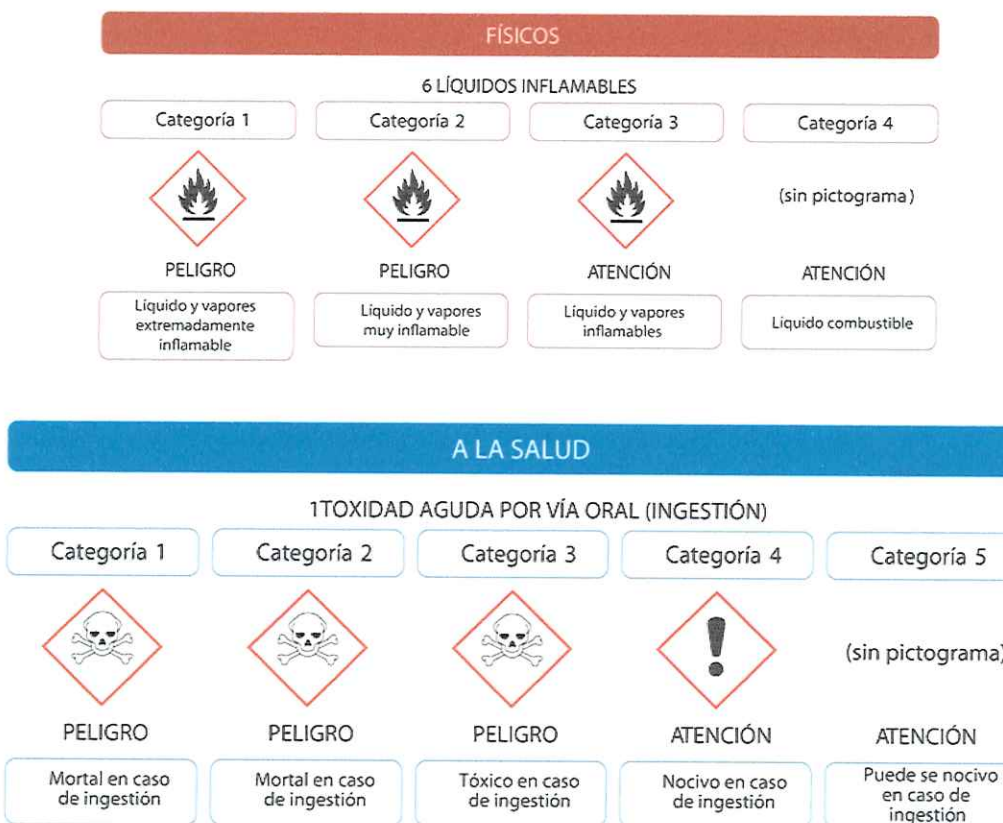 FÍSICOS
6 LÍQUIDOS INFLAMABLES
Categoría 1
Categoría 2
Categoría 3
Categoría 4
(sin pictograma)
PELIGRO
PELIGRO
ATENCIÓN
ATENCIÓN
Líquido y vapores
extremadamente
inflamable
Líquido y vapores
muy inflamable
Líquido y vapores
inflamables
Líquido combustible
A LA SALUD
1TOXIDAD AGUDA POR VÍA ORAL (INGESTIÓN)
Categoría 1
Categoría 2
Categoría 3
Categoría 4
Categoría 5
(sin pictograma)
PELIGRO
PELIGRO
PELIGRO
ATENCIÓN
ATENCIÓN
Mortal en caso
de ingestión
Mortal en caso
de ingestión
Tóxico en caso
de ingestión
Nocivo en caso
de ingestión
Puede se nocivo
en caso de
ingestión